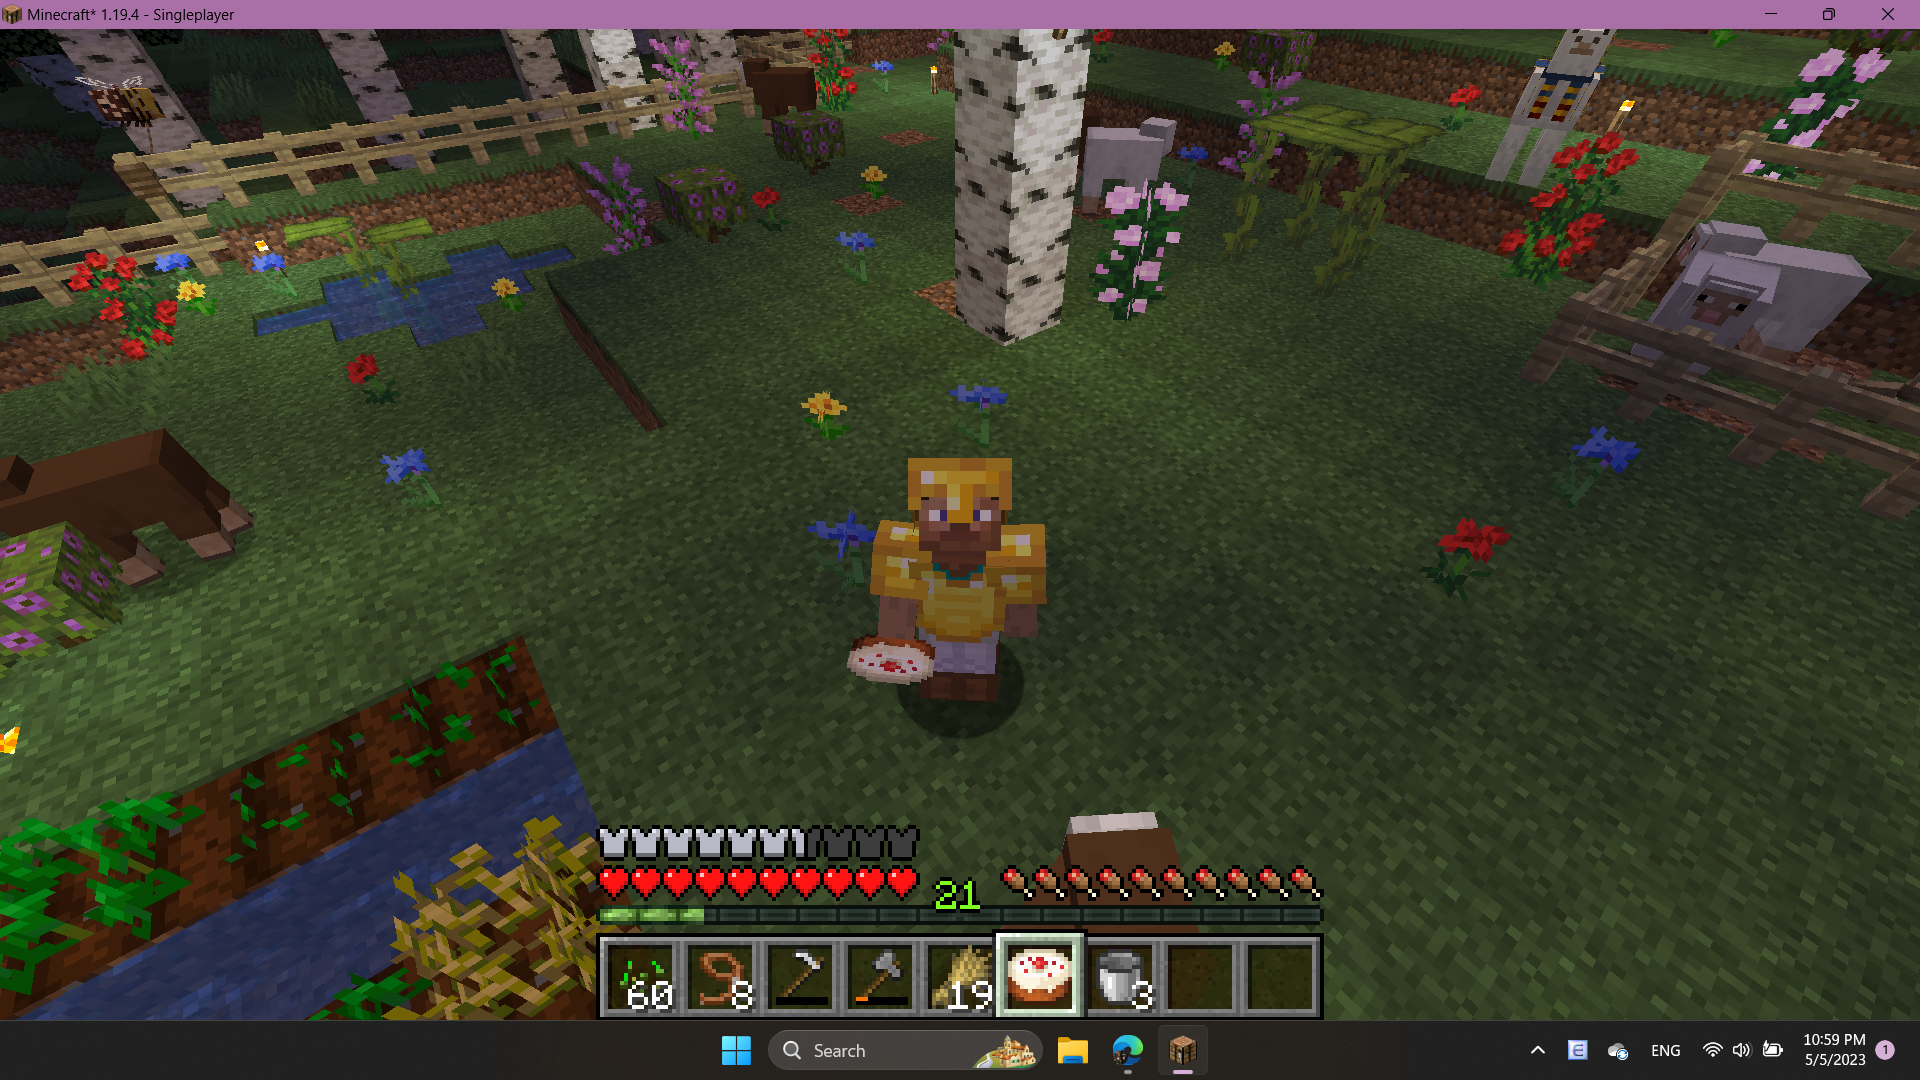 Minecraft* 1.19.4 - Singleplayer
21
60
8
19
3
Search
ENG
10:59 PM
5/5/2023
1